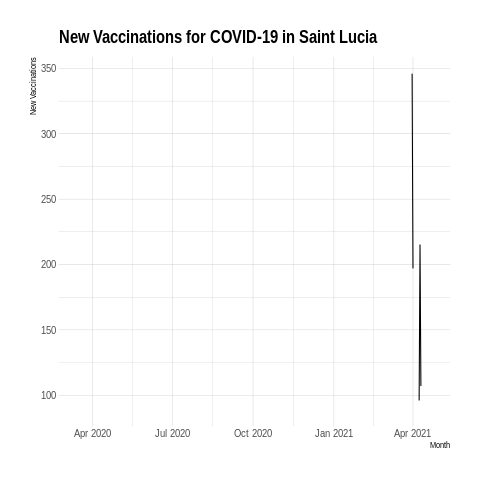 New Vaccinations for COVID-19 in Saint Lucia
New Vaccinations
350
300
250
200
150
100
Apr 2020
Jul 2020
Oct 2020
Jan 2021
Apr 2021
Month